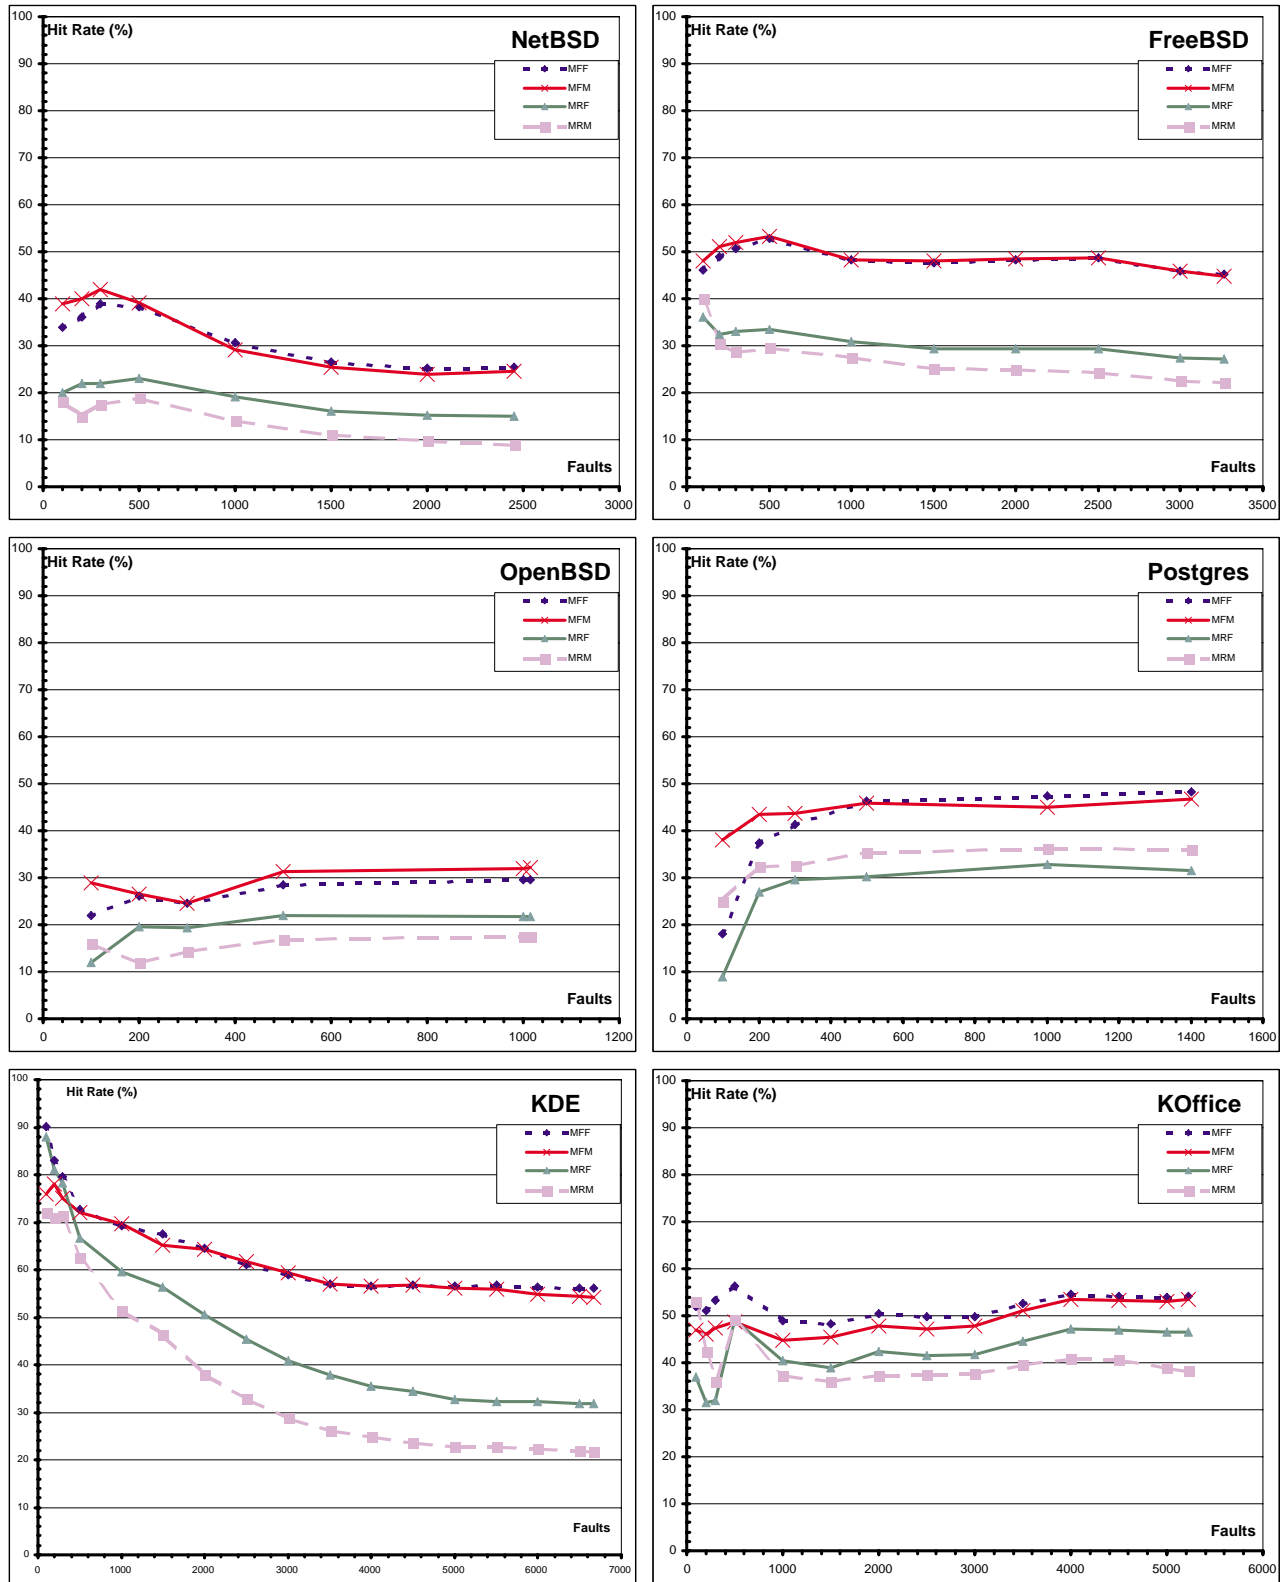 Hit Rate (%)
NetBSD
MFF
MFM
MRF
MRM
100
90
80
70
60
50
40
30
20
10
0
Faults
0 500 1000 1500 2000 2500 3000
Hit Rate (%)
FreeBSD
MFF
MFM
MRF
MRM
100
90
80
70
60
50
40
30
20
10
0
Faults
0 500 1000 1500 2000 2500 3000 3500
Hit Rate (%)
OpenBSD
MFF
MFM
MRF
MRM
100
90
80
70
60
50
40
30
20
10
0
Faults
0 200 400 600 800 1000 1200
Hit Rate (%)
Postgres
MFF
MFM
MRF
MRM
100
90
80
70
60
50
40
30
20
10
0
Faults
0 200 400 600 800 1000 1200 1400 1600
Hit Rate (%)
KDE
MFF
MFM
MRF
MRM
100
90
80
70
60
50
40
30
20
10
0
Faults
0 1000 2000 3000 4000 5000 6000 7000
Hit Rate (%)
KOffice
MFF
MFM
MRF
MRM
100
90
80
70
60
50
40
30
20
10
0
Faults
0 1000 2000 3000 4000 5000 6000